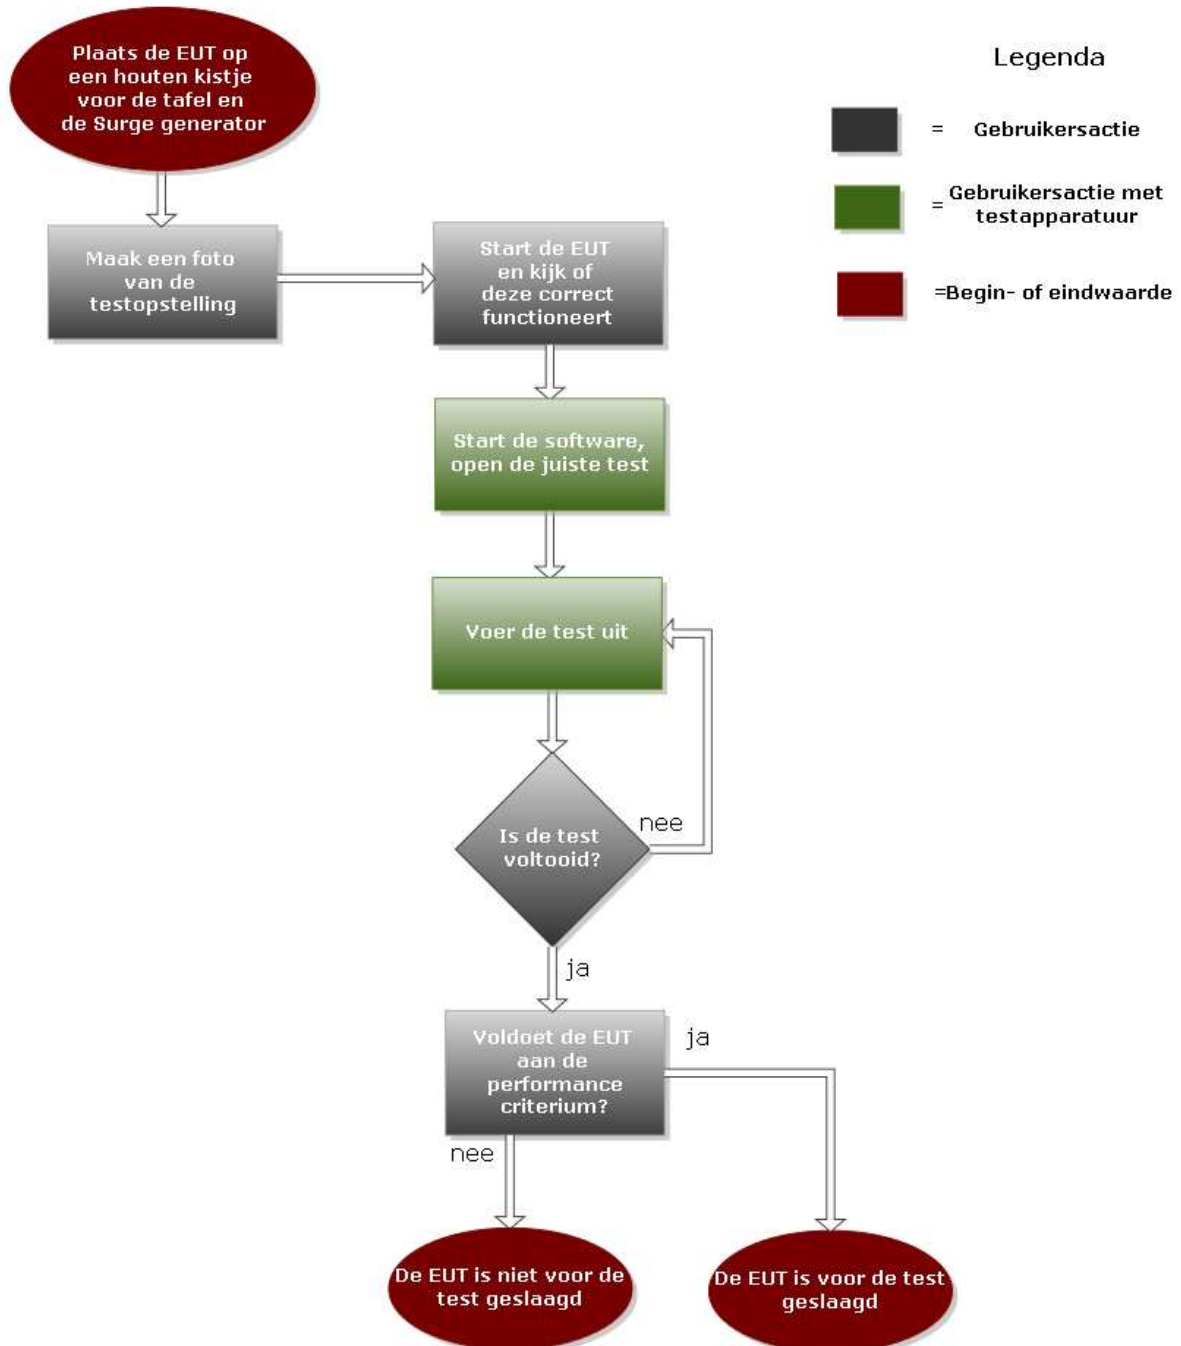 Plaats de EUT op
een houten kistje
voor de tafel en
de Surge generator
Legenda
= Gebruikersactie
= Gebruikersactie met
testapparatuur
=Begin- of eindwaarde
Maak een foto
van de
testopstelling
Start de EUT
en kijk of
deze correct
functioneert
Start de software,
open de juiste test
Voer de test uit
Is de test
voltooid?
nee
ja
Voldoet de EUT
aan de
performance
criterium?
ja
nee
De EUT is niet voor de
test geslaagd
De EUT is voor de test
geslaagd